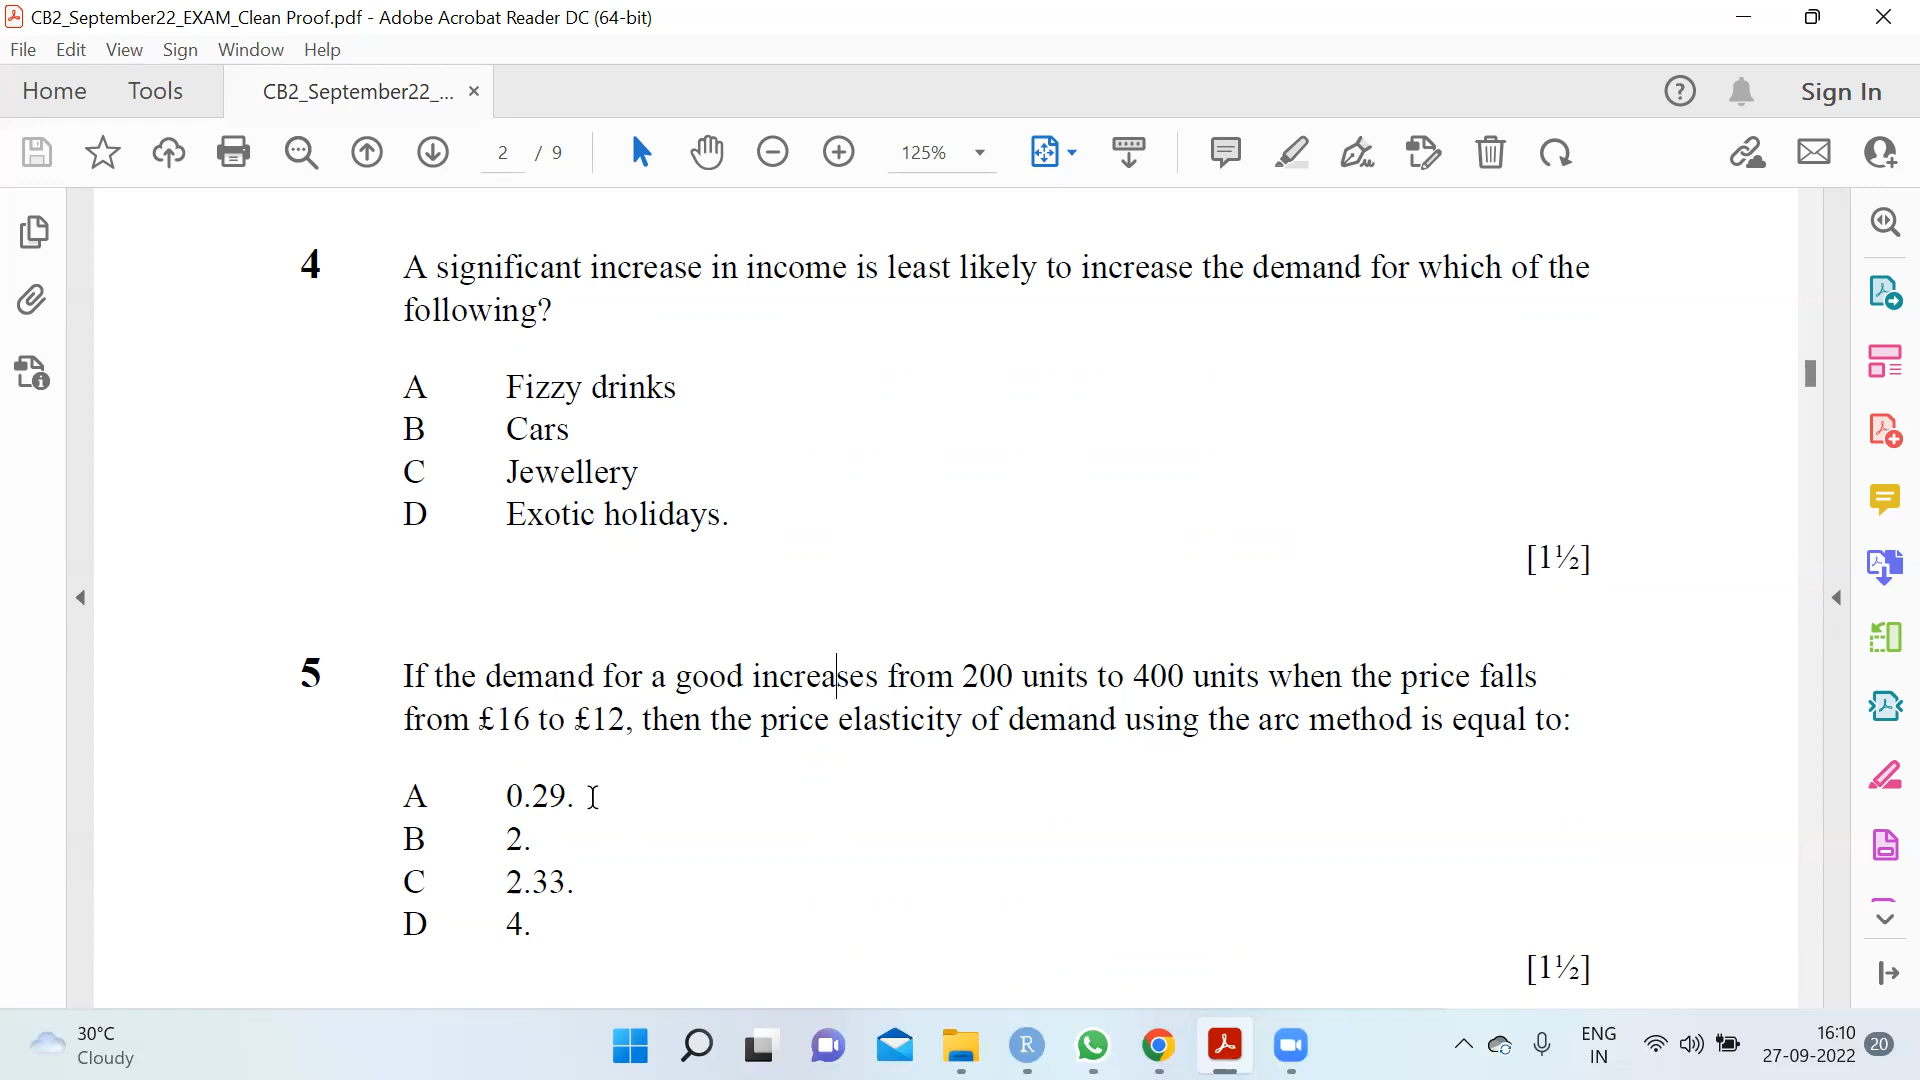 CB2_September22_EXAM_Clean Proof.pdf - Adobe Acrobat Reader DC (64-bit)
File Edit View Sign Window Help
Home Tools CB2_September22_... × Sign In
2 / 9 125%
4 A significant increase in income is least likely to increase the demand for which of the
following?
A Fizzy drinks
B Cars
C Jewellery
D Exotic holidays.
[1½]
5 If the demand for a good increases from 200 units to 400 units when the price falls
from £16 to £12, then the price elasticity of demand using the arc method is equal to:
A 0.29.
B 2.
C 2.33.
D 4.
[1½]
30°C
Cloudy
ENG
IN
16:10
27-09-2022
20